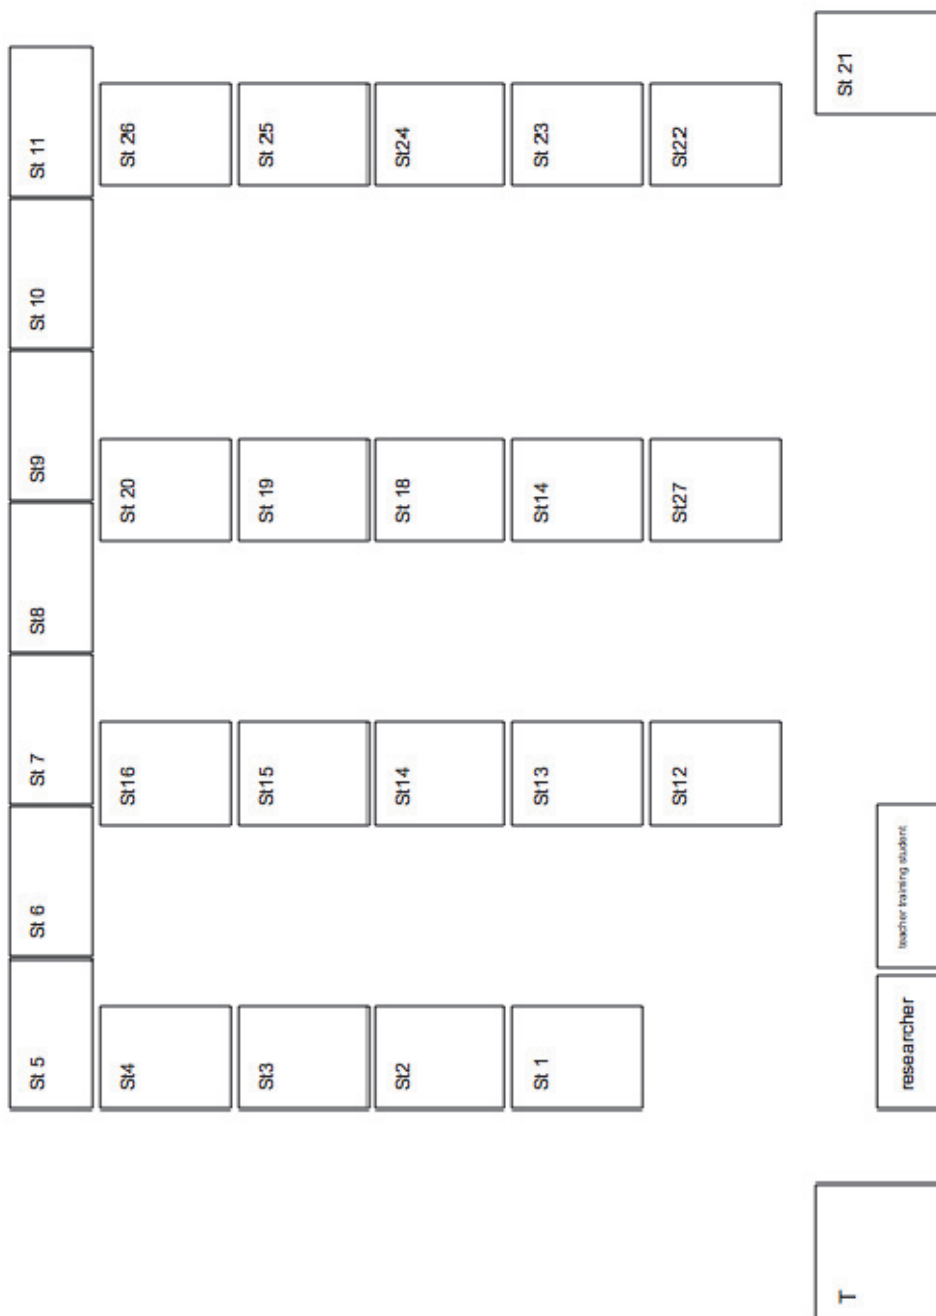 St 11
St 10
St9
St8
St 7
St 6
St 5
St 26
St 25
St24
St 23
St22
St 21
St 20
St 19
St 18
St14
St27
St16
St15
St14
St13
St12
St4
St3
St2
St 1
teacher training student
researcher
T